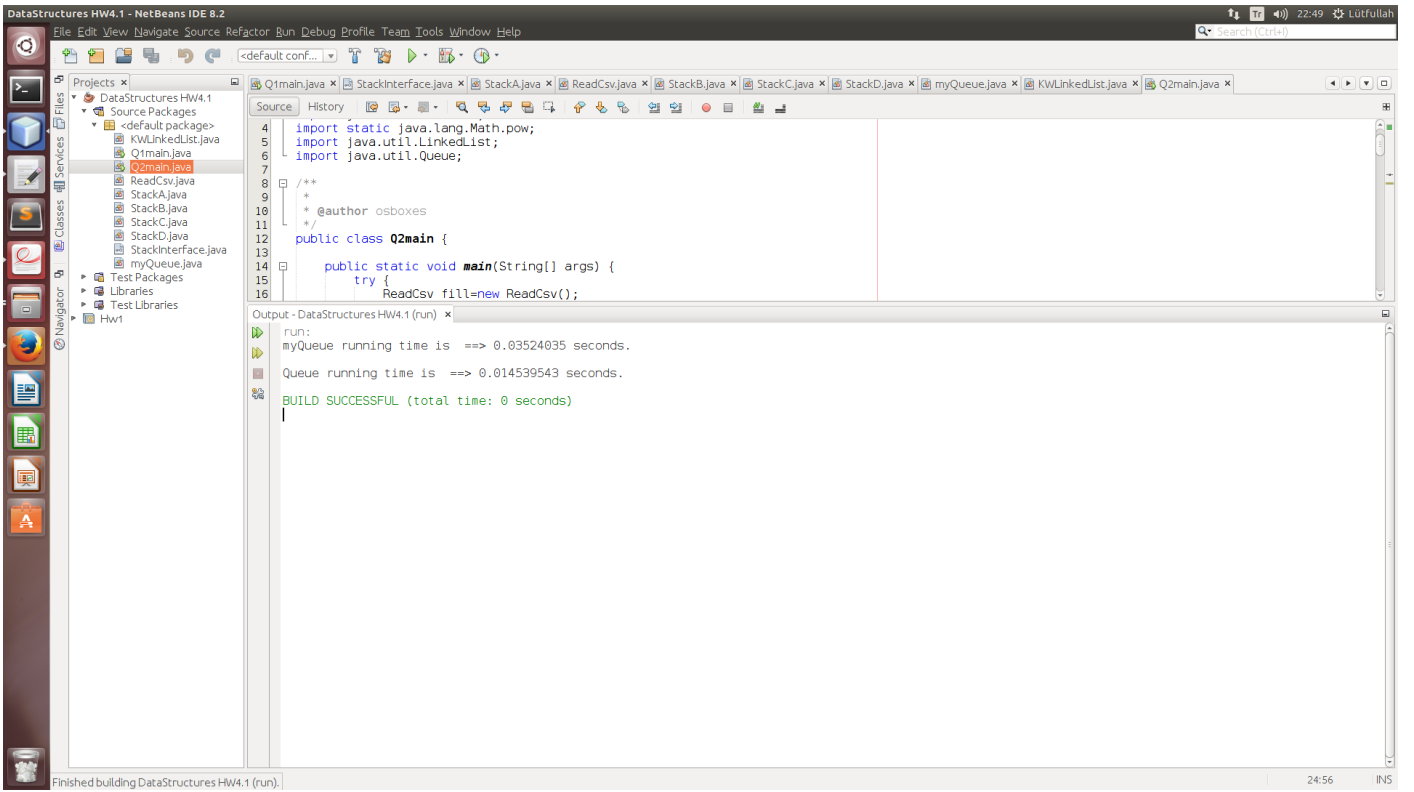 DataStructures HW4.1 - NetBeans IDE 8.2
Tr 22:49 Lütfullah
File Edit View Navigate Source Refactor Run Debug Profile Team Tools Window Help
Search (Ctrl+I)
<default conf...
Projects
Files
Services
Classes
Navigator
DataStructures HW4.1
Source Packages
<default package>
KWLinkedList.java
Q1main.java
Q2main.java
ReadCsv.java
StackA.java
StackB.java
StackC.java
StackD.java
StackInterface.java
myQueue.java
Test Packages
Libraries
Test Libraries
Hw1
Q1main.java StackInterface.java StackA.java ReadCsv.java StackB.java StackC.java StackD.java myQueue.java KWLinkedList.java Q2main.java
Source History
4 import static java.lang.Math.pow;
5 import java.util.LinkedList;
6 import java.util.Queue;
7
8 /**
9 *
10 * @author osboxes
11 */
12 public class Q2main {
13
14 public static void main(String[] args) {
15 try {
16 ReadCsv fill=new ReadCsv();
Output - DataStructures HW4.1 (run)
run:
myQueue running time is ==> 0.03524035 seconds.
Queue running time is ==> 0.014539543 seconds.
BUILD SUCCESSFUL (total time: 0 seconds)
Finished building DataStructures HW4.1 (run).
24:56 INS